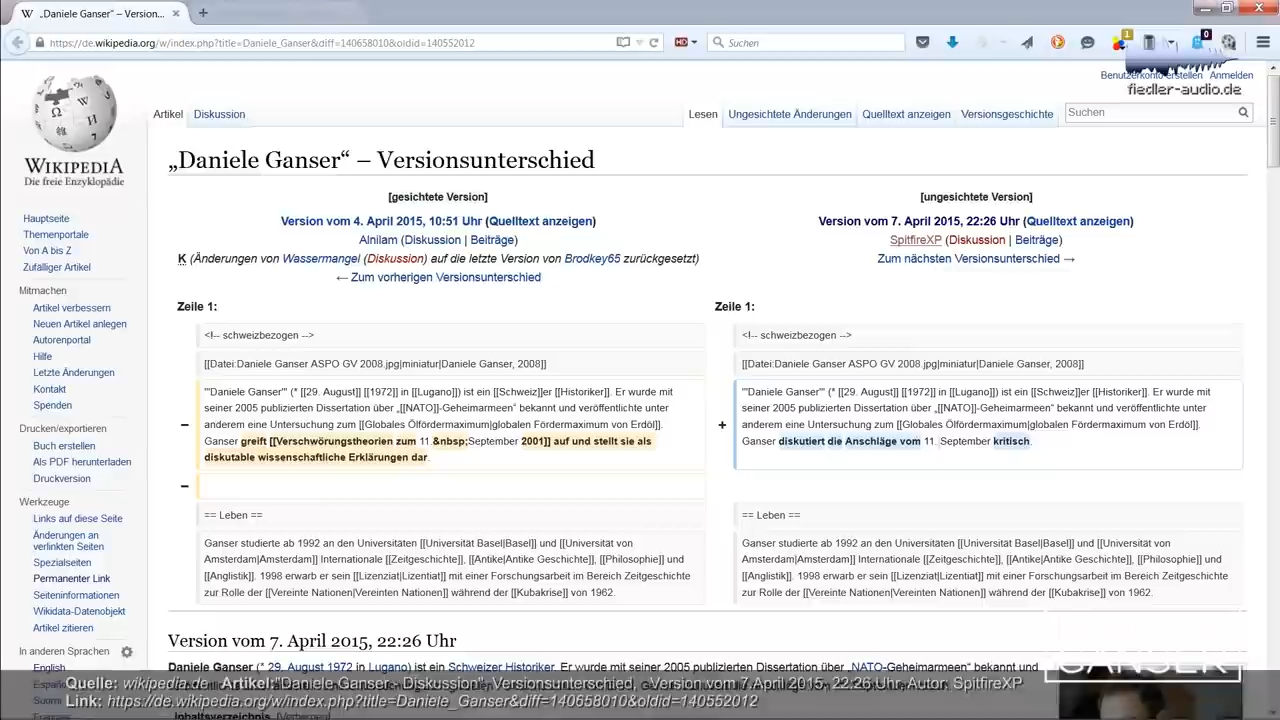 „Daniele Ganser“ – Version...
https://de.wikipedia.org/w/index.php?title=Daniele_Ganser&diff=140658010&oldid=140552012
HD
Suchen
1
0
Benutzerkonto erstellen Anmelden
fiedler-audio.de
Artikel Diskussion Lesen Ungesichtete Änderungen Quelltext anzeigen Versionsgeschichte Suchen
WIKIPEDIA
Die freie Enzyklopädie
Hauptseite
Themenportale
Von A bis Z
Zufälliger Artikel
Mitmachen
Artikel verbessern
Neuen Artikel anlegen
Autorenportal
Hilfe
Letzte Änderungen
Kontakt
Spenden
Drucken/exportieren
Buch erstellen
Als PDF herunterladen
Druckversion
Werkzeuge
Links auf diese Seite
Änderungen an
verlinkten Seiten
Spezialseiten
Permanenter Link
Seiteninformationen
Wikidata-Datenobjekt
Artikel zitieren
In anderen Sprachen
English
Español
Suomi
Français
„Daniele Ganser“ – Versionsunterschied
[gesichtete Version]
Version vom 4. April 2015, 10:51 Uhr (Quelltext anzeigen)
Alnilam (Diskussion | Beiträge)
K (Änderungen von Wassermangel (Diskussion) auf die letzte Version von Brodkey65 zurückgesetzt)
← Zum vorherigen Versionsunterschied
[ungesichtete Version]
Version vom 7. April 2015, 22:26 Uhr (Quelltext anzeigen)
SpitfireXP (Diskussion | Beiträge)
Zum nächsten Versionsunterschied →
Zeile 1:
<!-- schweizbezogen -->
[[Datei:Daniele Ganser ASPO GV 2008.jpg|miniatur|Daniele Ganser, 2008]]
− '''Daniele Ganser''' (* [[29. August]] [[1972]] in [[Lugano]]) ist ein [[Schweiz]]er [[Historiker]]. Er wurde mit
seiner 2005 publizierten Dissertation über „[[NATO]]-Geheimarmeen“ bekannt und veröffentlichte unter
anderem eine Untersuchung zum [[Globales Ölfördermaximum|globalen Fördermaximum von Erdöl]].
Ganser greift [[Verschwörungstheorien zum 11.&nbsp;September 2001]] auf und stellt sie als
diskutable wissenschaftliche Erklärungen dar.
−
== Leben ==
Ganser studierte ab 1992 an den Universitäten [[Universität Basel|Basel]] und [[Universität von
Amsterdam|Amsterdam]] Internationale [[Zeitgeschichte]], [[Antike|Antike Geschichte]], [[Philosophie]] und
[[Anglistik]]. 1998 erwarb er sein [[Lizenziat|Lizentiat]] mit einer Forschungsarbeit im Bereich Zeitgeschichte
zur Rolle der [[Vereinte Nationen|Vereinten Nationen]] während der [[Kubakrise]] von 1962.
Zeile 1:
<!-- schweizbezogen -->
[[Datei:Daniele Ganser ASPO GV 2008.jpg|miniatur|Daniele Ganser, 2008]]
+ '''Daniele Ganser''' (* [[29. August]] [[1972]] in [[Lugano]]) ist ein [[Schweiz]]er [[Historiker]]. Er wurde mit
seiner 2005 publizierten Dissertation über „[[NATO]]-Geheimarmeen“ bekannt und veröffentlichte unter
anderem eine Untersuchung zum [[Globales Ölfördermaximum|globalen Fördermaximum von Erdöl]].
Ganser diskutiert die Anschläge vom 11. September kritisch.
== Leben ==
Ganser studierte ab 1992 an den Universitäten [[Universität Basel|Basel]] und [[Universität von
Amsterdam|Amsterdam]] Internationale [[Zeitgeschichte]], [[Antike|Antike Geschichte]], [[Philosophie]] und
[[Anglistik]]. 1998 erwarb er sein [[Lizenziat|Lizentiat]] mit einer Forschungsarbeit im Bereich Zeitgeschichte
zur Rolle der [[Vereinte Nationen|Vereinten Nationen]] während der [[Kubakrise]] von 1962.
Version vom 7. April 2015, 22:26 Uhr
Daniele Ganser (* 29. August 1972 in Lugano) ist ein Schweizer Historiker. Er wurde mit seiner 2005 publizierten Dissertation über „NATO-Geheimarmeen“ bekannt und
Quelle: wikipedia.de - Artikel:"Daniele Ganser - Diskussion", Versionsunterschied, - Version vom 7. April 2015, 22:26 Uhr, Autor: SpitfireXP
Link: https://de.wikipedia.org/w/index.php?title=Daniele_Ganser&diff=140658010&oldid=140552012
Inhaltsverzeichnis [Verbergen]
GANSER